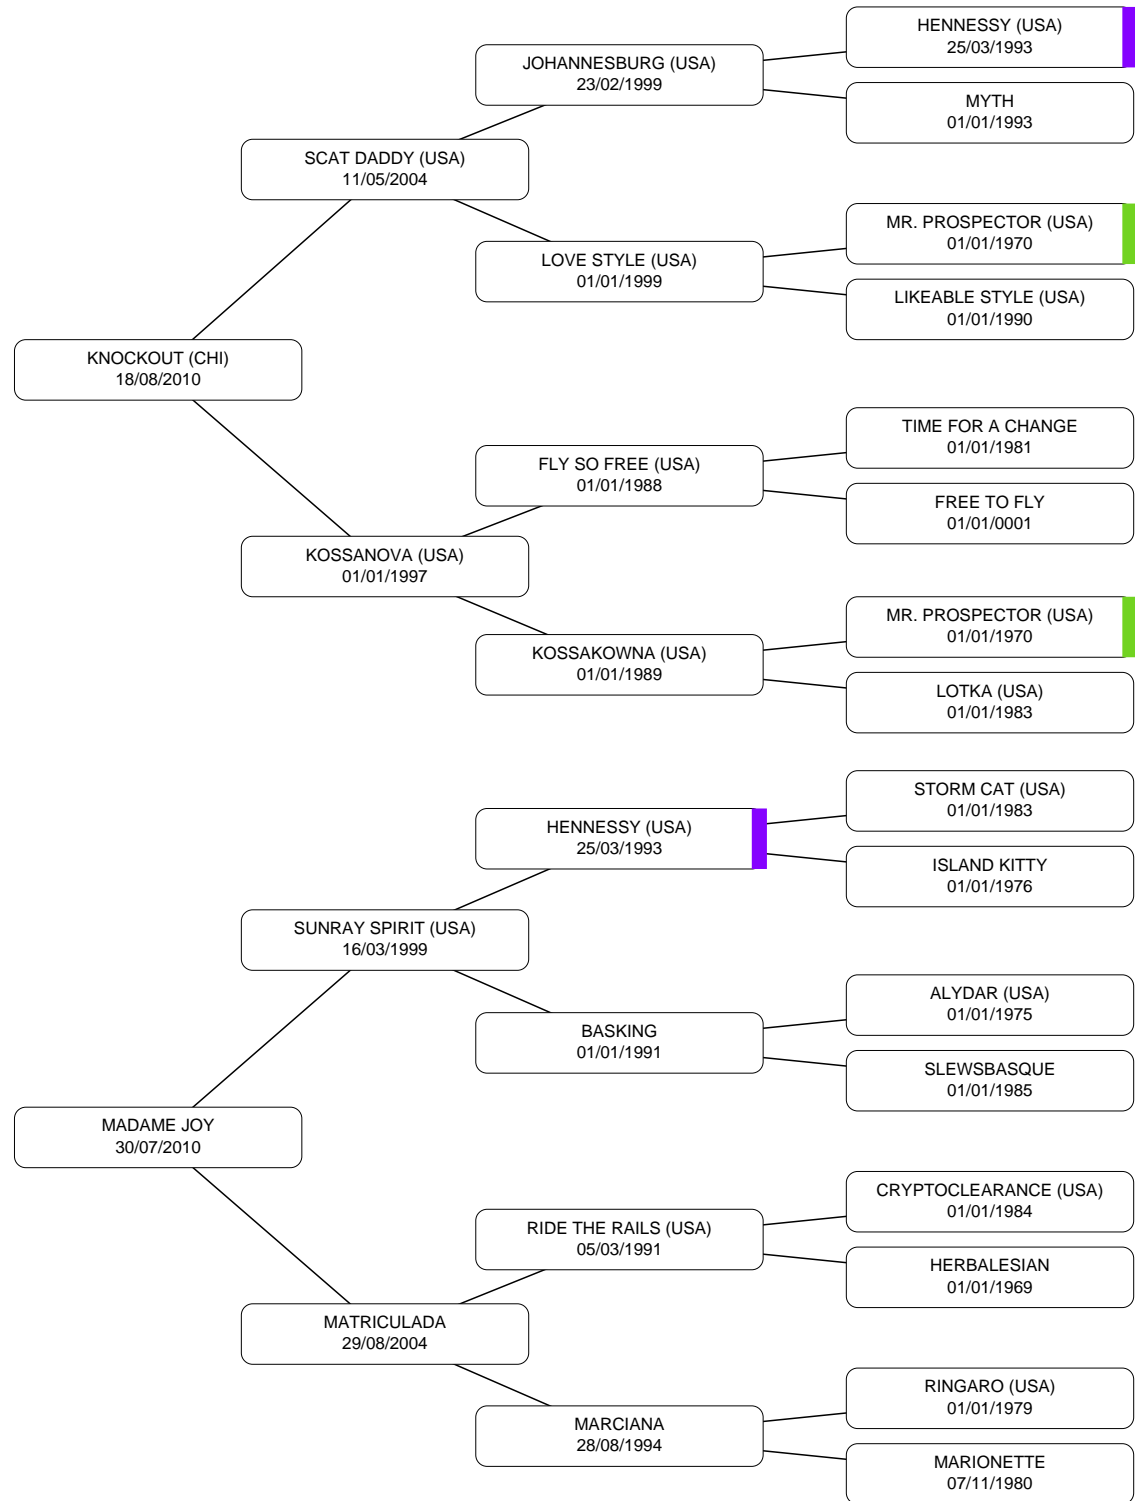 HENNESSY (USA)
25/03/1993
JOHANNESBURG (USA)
23/02/1999
MYTH
01/01/1993
SCAT DADDY (USA)
11/05/2004
MR. PROSPECTOR (USA)
01/01/1970
LOVE STYLE (USA)
01/01/1999
LIKEABLE STYLE (USA)
01/01/1990
KNOCKOUT (CHI)
18/08/2010
TIME FOR A CHANGE
01/01/1981
FLY SO FREE (USA)
01/01/1988
FREE TO FLY
01/01/0001
KOSSANOVA (USA)
01/01/1997
MR. PROSPECTOR (USA)
01/01/1970
KOSSAKOWNA (USA)
01/01/1989
LOTKA (USA)
01/01/1983
STORM CAT (USA)
01/01/1983
HENNESSY (USA)
25/03/1993
ISLAND KITTY
01/01/1976
SUNRAY SPIRIT (USA)
16/03/1999
ALYDAR (USA)
01/01/1975
BASKING
01/01/1991
SLEWSBASQUE
01/01/1985
MADAME JOY
30/07/2010
CRYPTOCLEARANCE (USA)
01/01/1984
RIDE THE RAILS (USA)
05/03/1991
HERBALESIAN
01/01/1969
MATRICULADA
29/08/2004
RINGARO (USA)
01/01/1979
MARCIANA
28/08/1994
MARIONETTE
07/11/1980